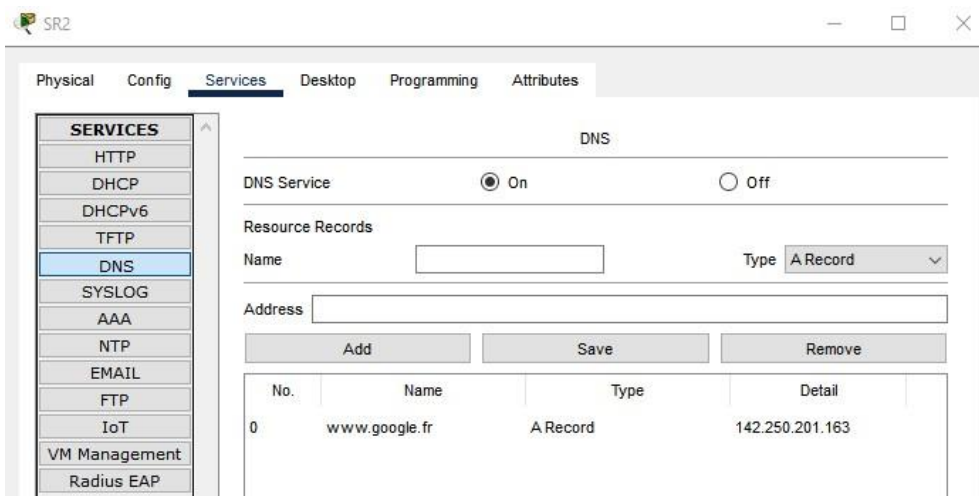 SR2
Physical Config Services Desktop Programming Attributes
SERVICES
HTTP
DHCP
DHCPv6
TFTP
DNS
SYSLOG
AAA
NTP
EMAIL
FTP
IoT
VM Management
Radius EAP
DNS
DNS Service On Off
Resource Records
Name Type A Record
Address
Add Save Remove
No. Name Type Detail
0 www.google.fr A Record 142.250.201.163